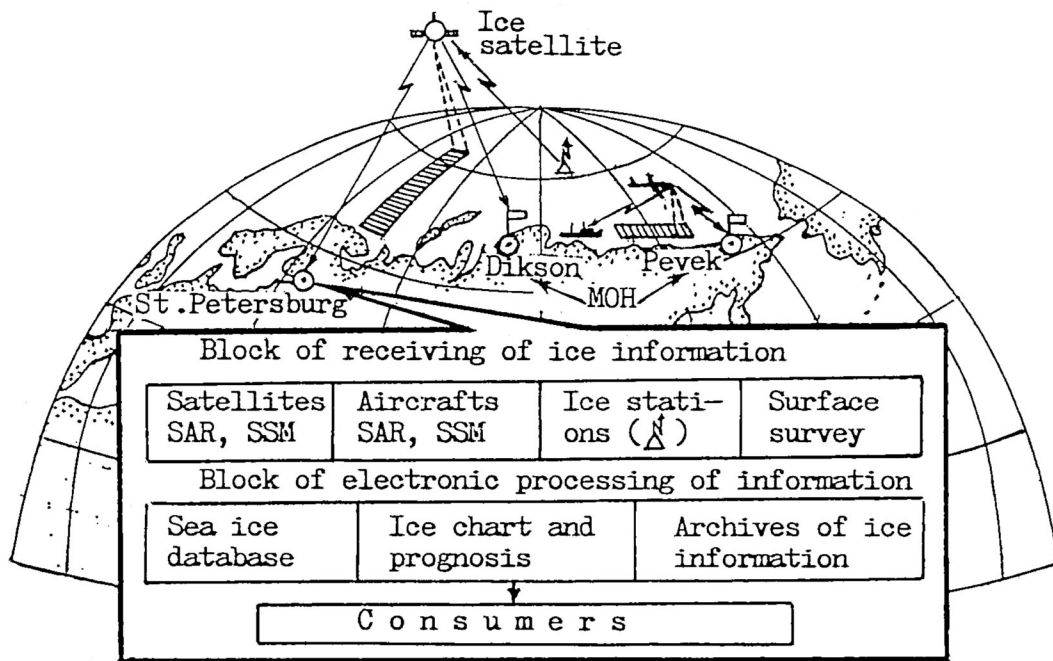 Ice
satellite
Dikson
Pevek
MOH
St.Petersburg
Block of receiving of ice information
Satellites
SAR, SSM
Aircrafts
SAR, SSM
Ice stati-
ons ( )
Surface
survey
Block of electronic processing of information
Sea ice
database
Ice chart and
prognosis
Archives of ice
information
Consumers